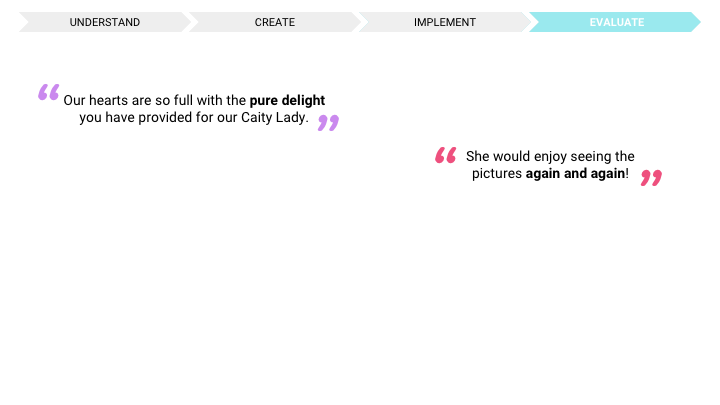 UNDERSTAND CREATE IMPLEMENT EVALUATE
“ Our hearts are so full with the pure delight
you have provided for our Caity Lady. ”
“ She would enjoy seeing the
pictures again and again! ”